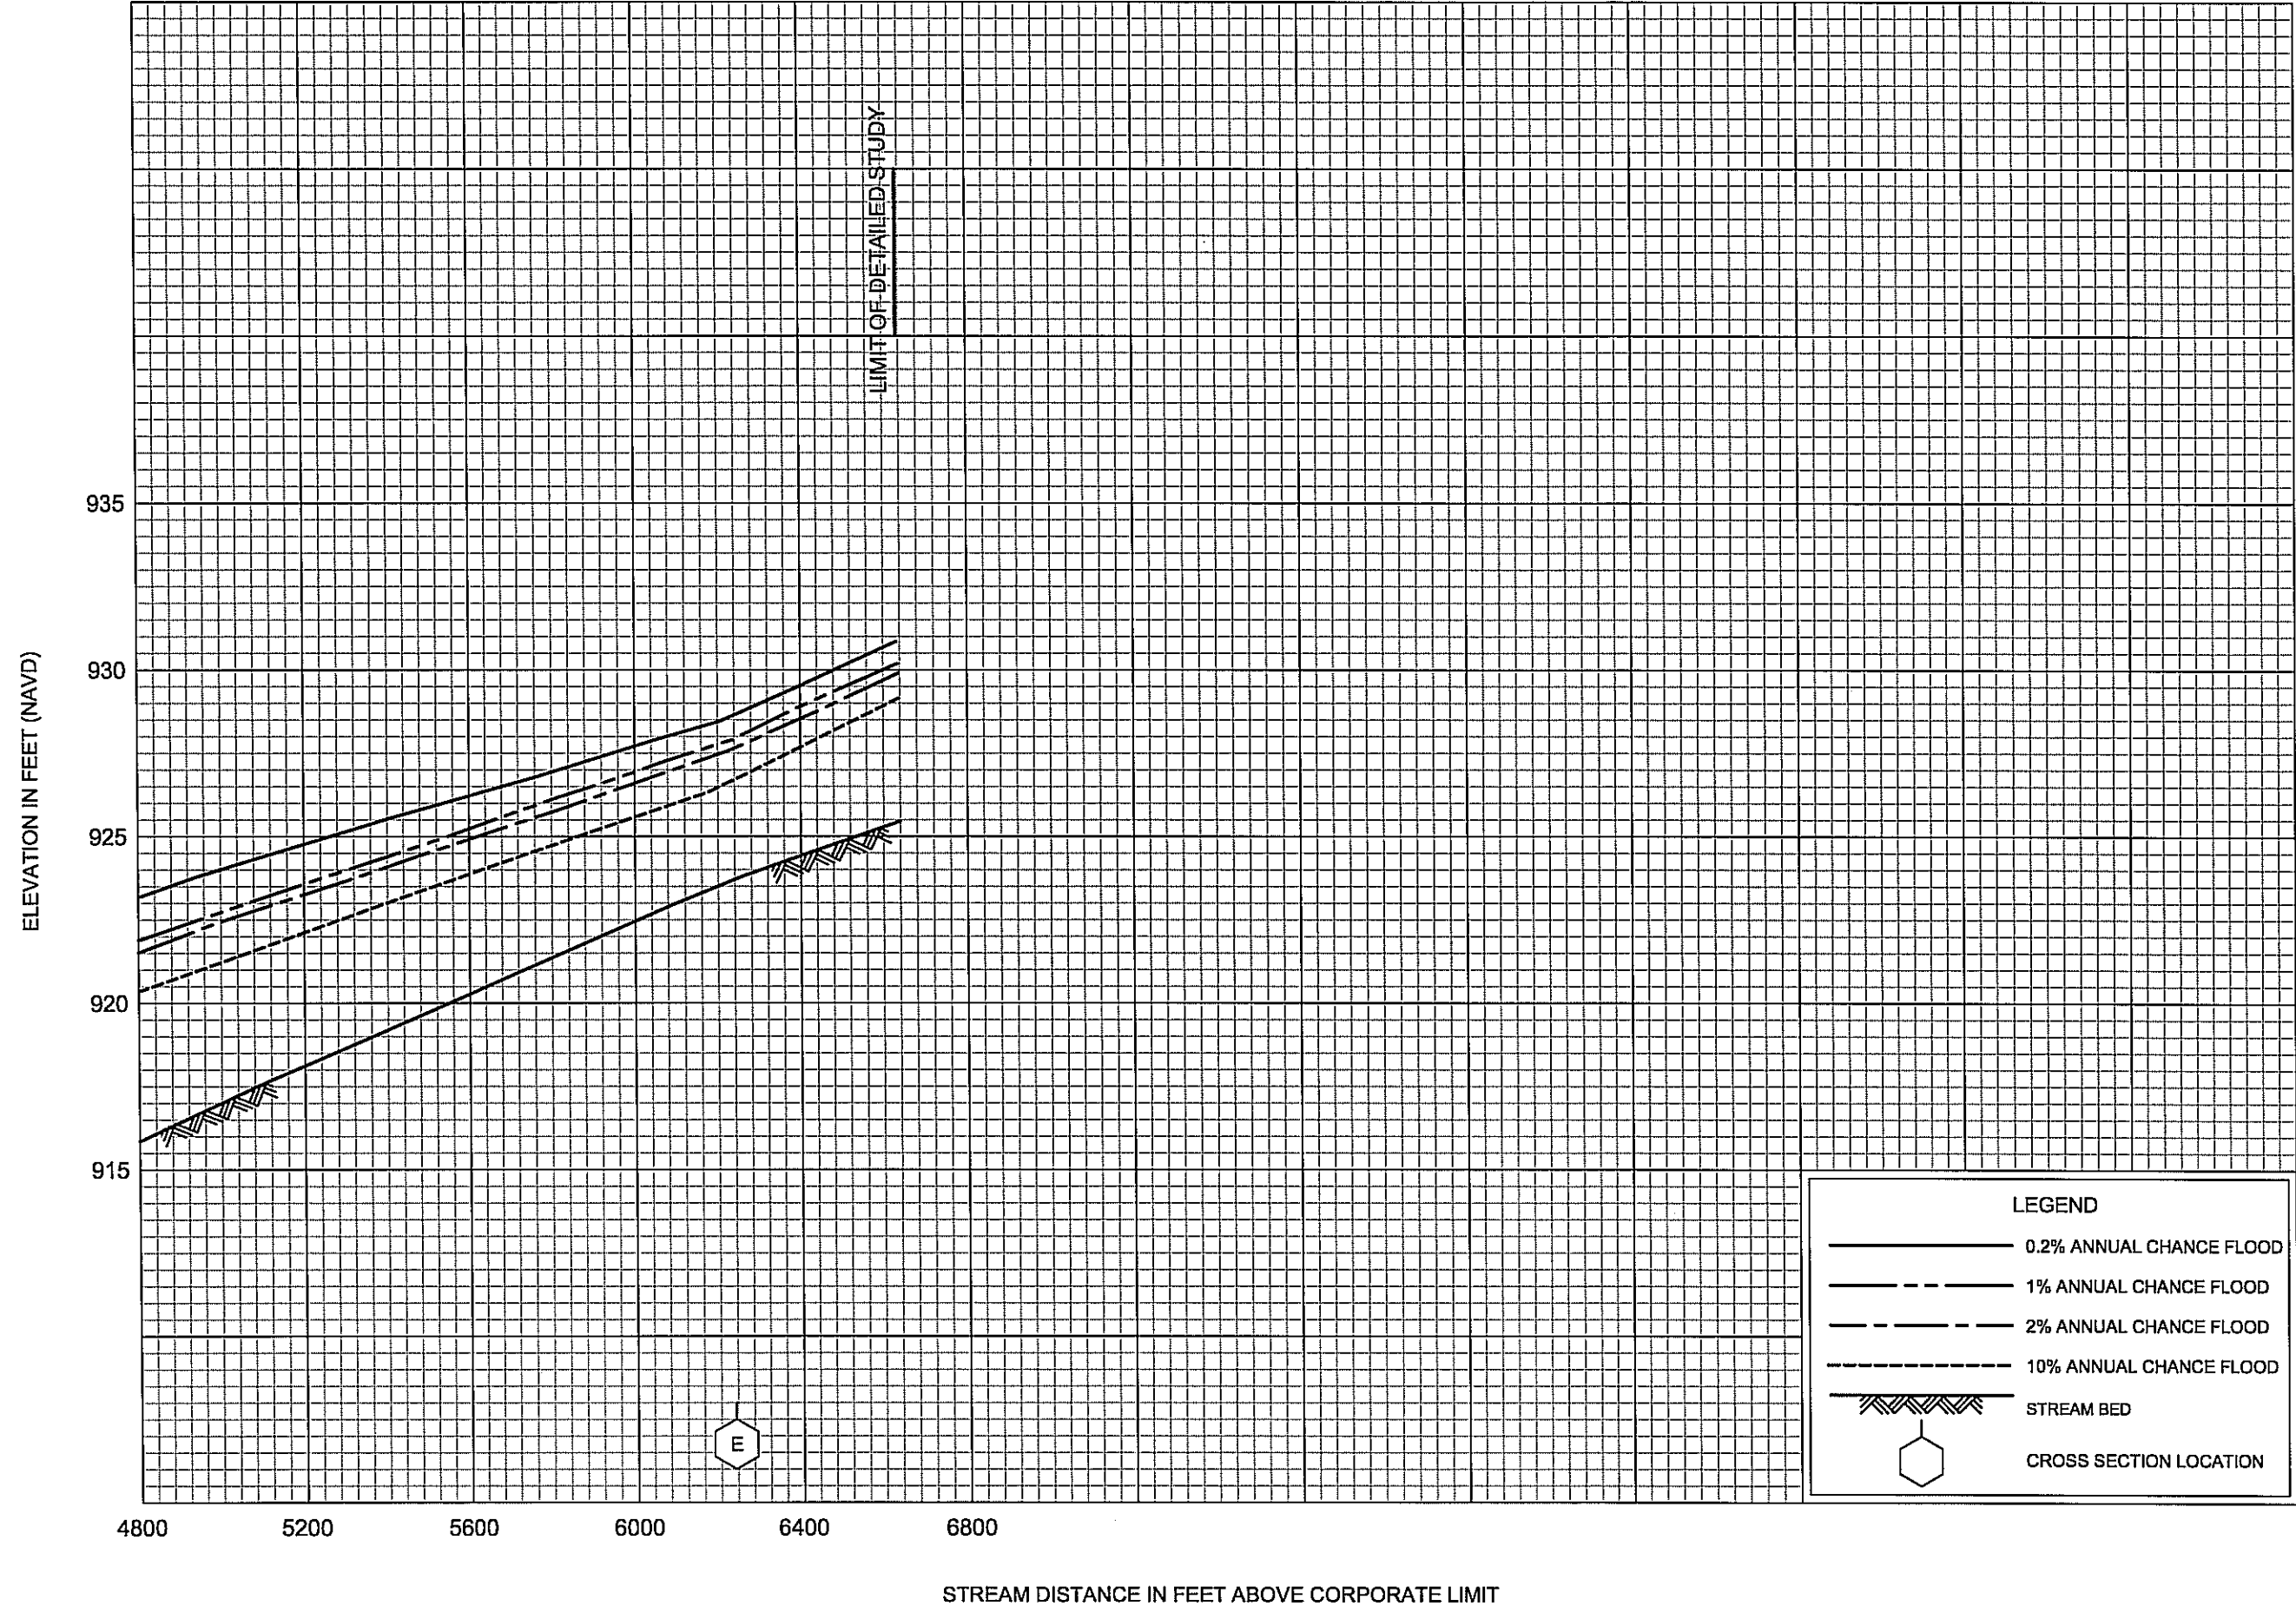 LIMIT OF DETAILED STUDY
ELEVATION IN FEET (NAVD)
935
930
925
920
915
E
4800 5200 5600 6000 6400 6800
STREAM DISTANCE IN FEET ABOVE CORPORATE LIMIT
LEGEND
0.2% ANNUAL CHANCE FLOOD
1% ANNUAL CHANCE FLOOD
2% ANNUAL CHANCE FLOOD
10% ANNUAL CHANCE FLOOD
STREAM BED
CROSS SECTION LOCATION